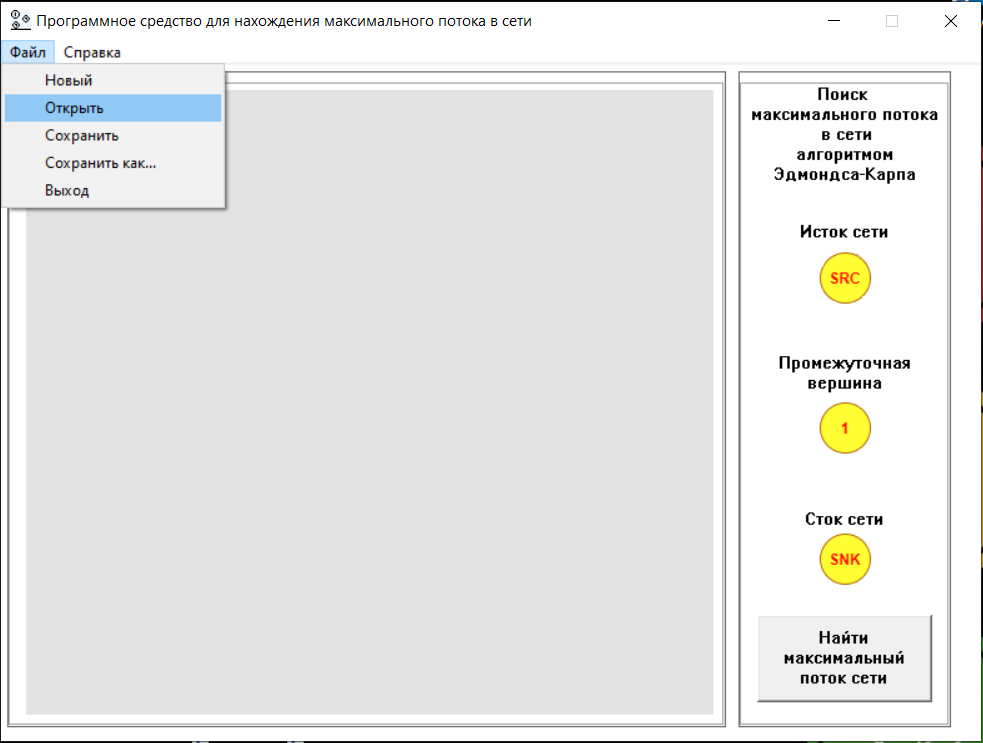 Программное средство для нахождения максимального потока в сети
Файл Справка
Новый
Открыть
Сохранить
Сохранить как...
Выход
Поиск
максимального потока
в сети
алгоритмом
Эдмондса-Карпа
Исток сети
SRC
Промежуточная
вершина
1
Сток сети
SNK
Найти
максимальный
поток сети